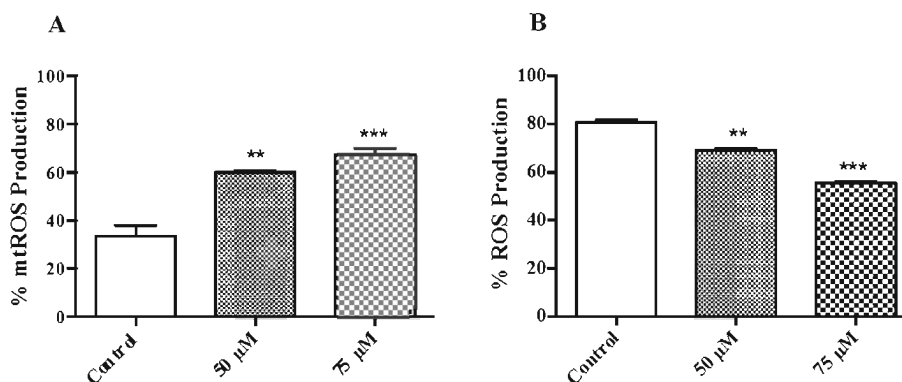 A
% mtROS Production
100
80
60
40
20
0
**
***
Control
50 μM
75 μM
B
% ROS Production
100
80
60
40
20
0
**
***
Control
50 μM
75 μM